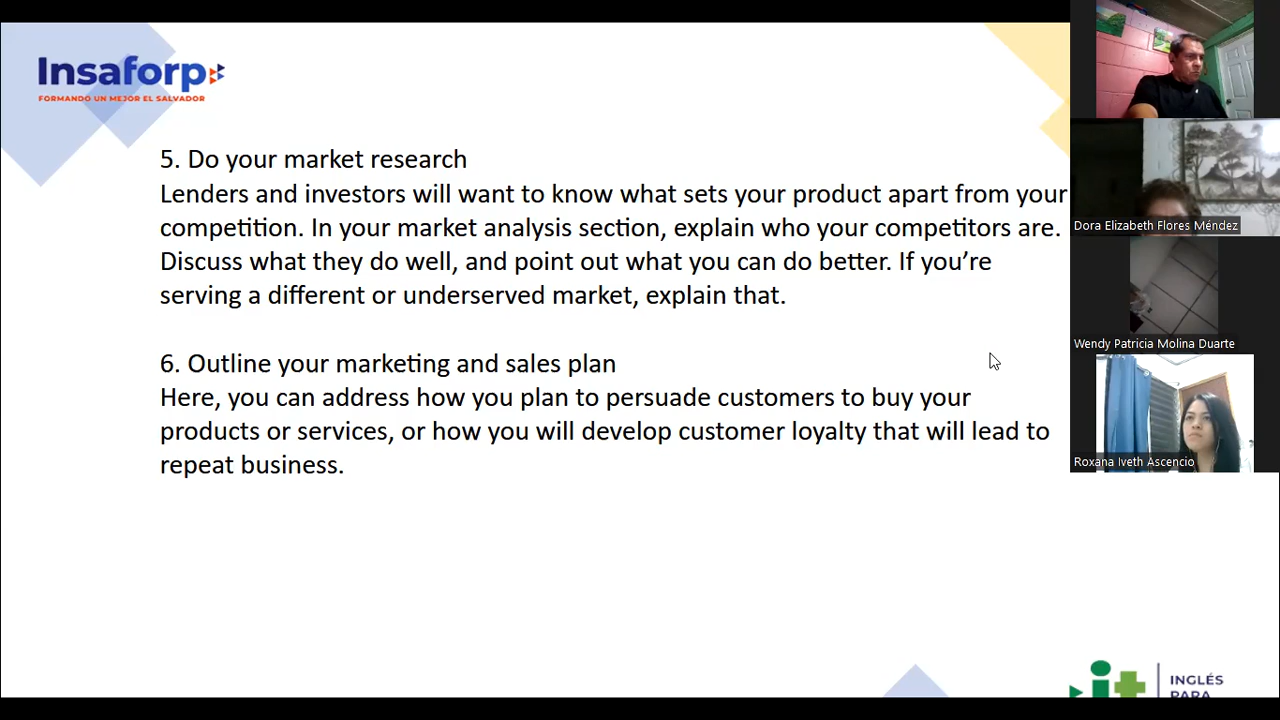 Insaforp
FORMANDO UN MEJOR EL SALVADOR
5. Do your market research
Lenders and investors will want to know what sets your product apart from your
competition. In your market analysis section, explain who your competitors are.
Discuss what they do well, and point out what you can do better. If you’re
serving a different or underserved market, explain that.
6. Outline your marketing and sales plan
Here, you can address how you plan to persuade customers to buy your
products or services, or how you will develop customer loyalty that will lead to
repeat business.
Dora Elizabeth Flores Méndez
Wendy Patricia Molina Duarte
Roxana Iveth Ascencio
it+
INGLÉS
PARA